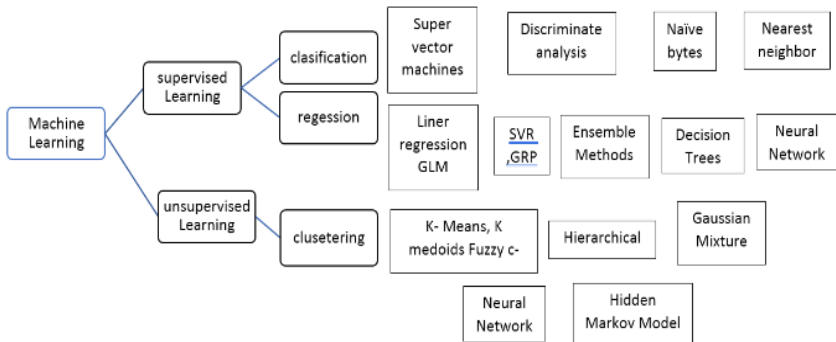 Machine
Learning
supervised
Learning
unsupervised
Learning
clasification
regression
clusetering
Super
vector
machines
Discriminate
analysis
Naïve
bytes
Nearest
neighbor
Liner
regression
GLM
SVR
,GRP
Ensemble
Methods
Decision
Trees
Neural
Network
K- Means, K
medoids Fuzzy c-
Hierarchical
Gaussian
Mixture
Neural
Network
Hidden
Markov Model